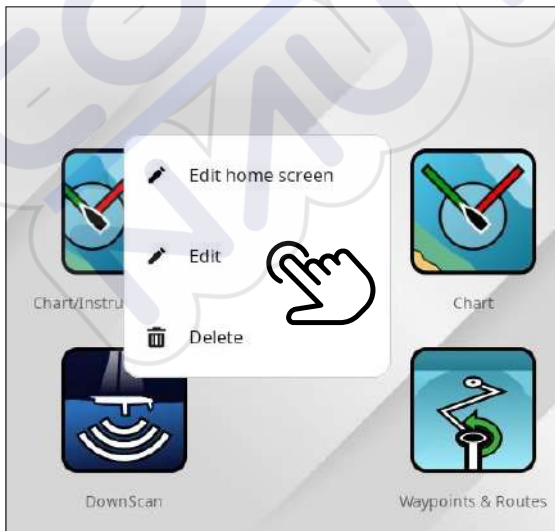 Edit home screen
Edit
Chart/Instru
Chart
Delete
DownScan
Waypoints & Routes